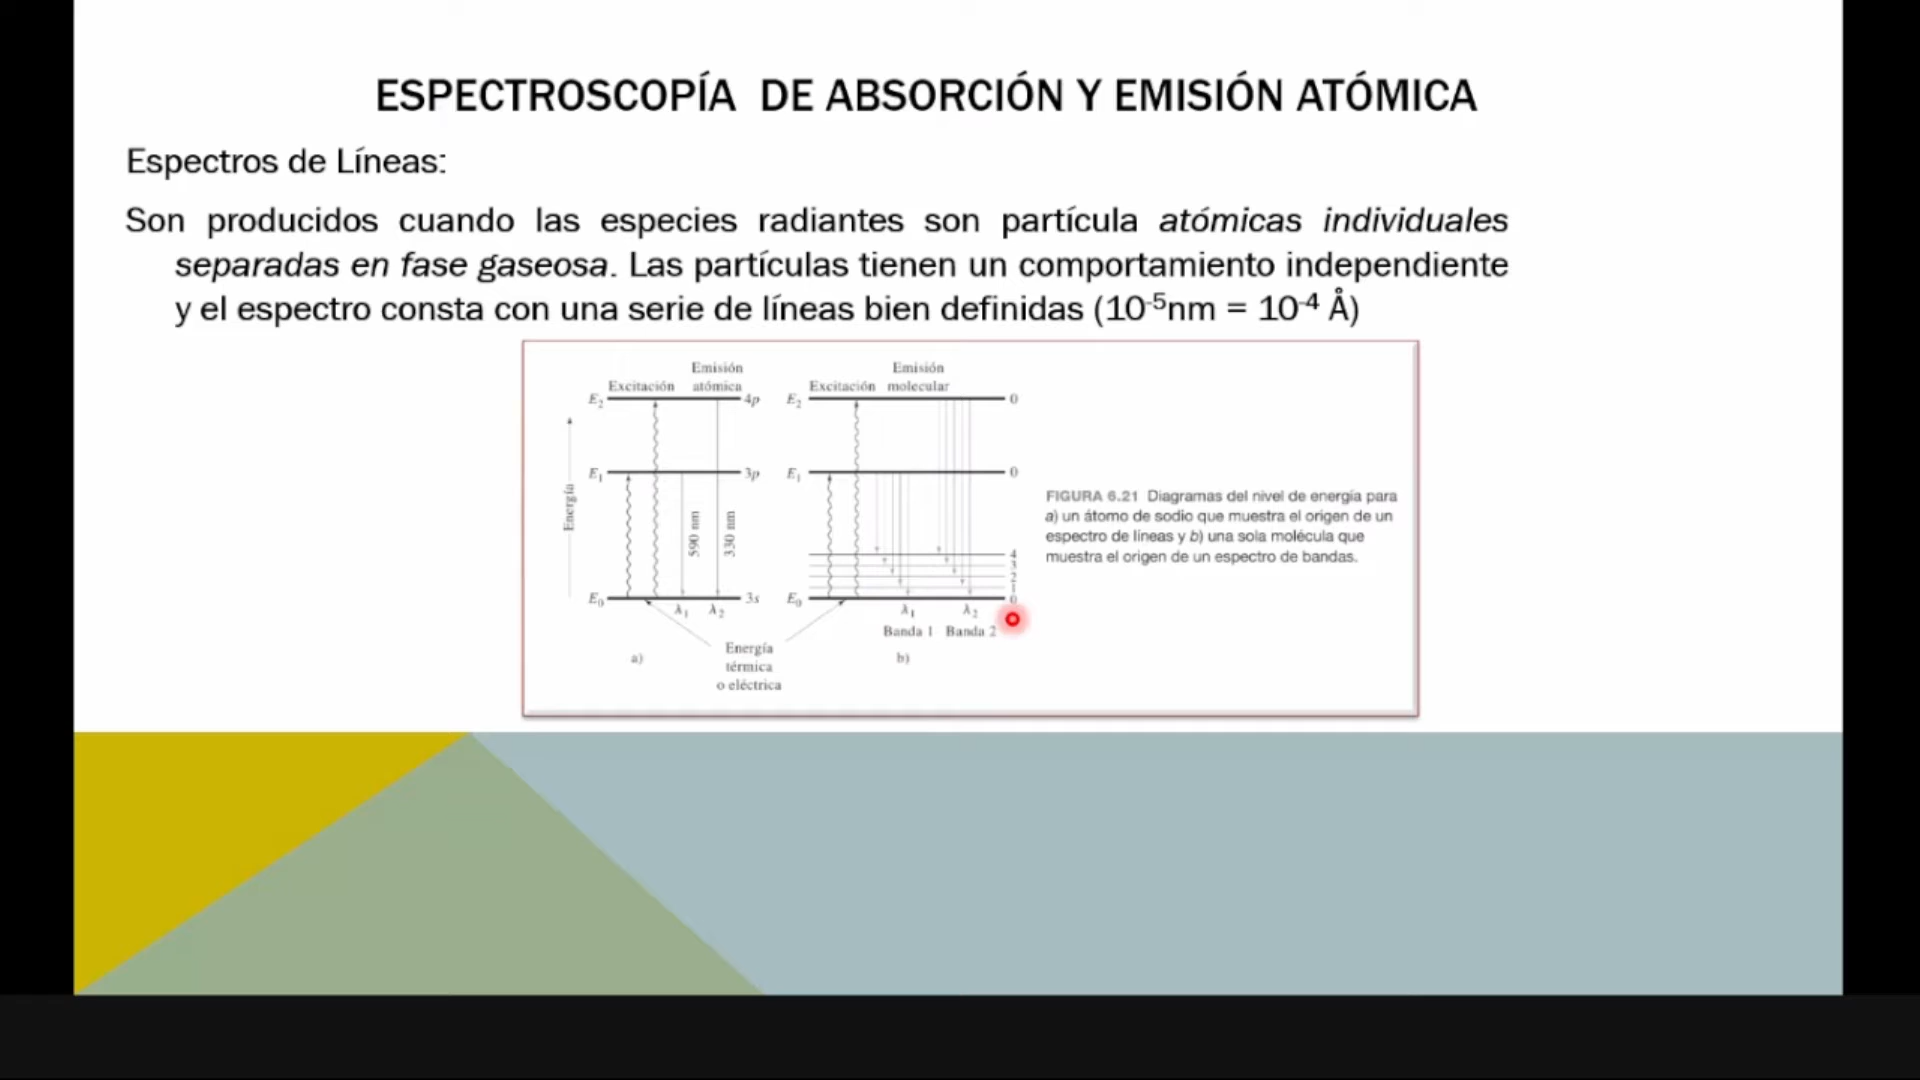 ESPECTROSCOPÍA DE ABSORCIÓN Y EMISIÓN ATÓMICA
Espectros de Líneas:
Son producidos cuando las especies radiantes son partícula atómicas individuales
separadas en fase gaseosa. Las partículas tienen un comportamiento independiente
y el espectro consta con una serie de líneas bien definidas (10⁻⁵nm = 10⁻⁴ Å)
Emisión
Excitación atómica
E₂ 4p
E₁ 3p
Energía
590 nm
330 nm
E₀ 3s
λ₁ λ₂
a)
Energía
térmica
o eléctrica
Emisión
Excitación molecular
E₂ 0
E₁ 0
4
3
2
1
E₀ 0
λ₁ λ₂
Banda 1 Banda 2
b)
FIGURA 6.21 Diagramas del nivel de energía para
a) un átomo de sodio que muestra el origen de un
espectro de líneas y b) una sola molécula que
muestra el origen de un espectro de bandas.